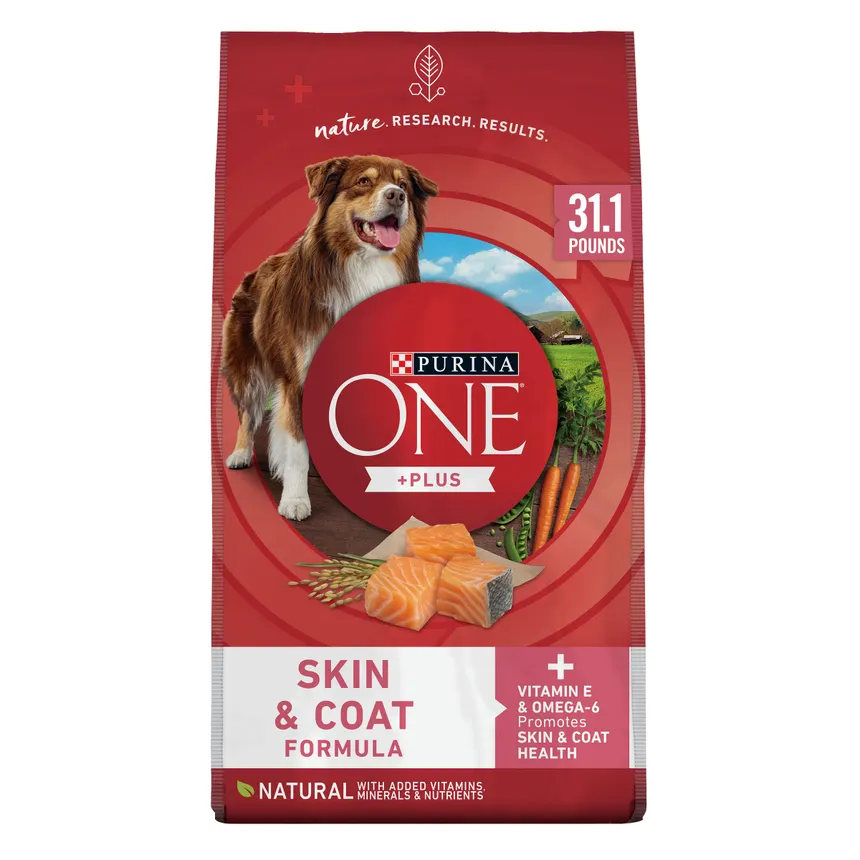 nature. RESEARCH. RESULTS.
31.1
POUNDS
PURINA
ONE®
+PLUS
SKIN
& COAT
FORMULA
+
VITAMIN E
& OMEGA-6
Promotes
SKIN & COAT
HEALTH
NATURAL WITH ADDED VITAMINS,
MINERALS & NUTRIENTS